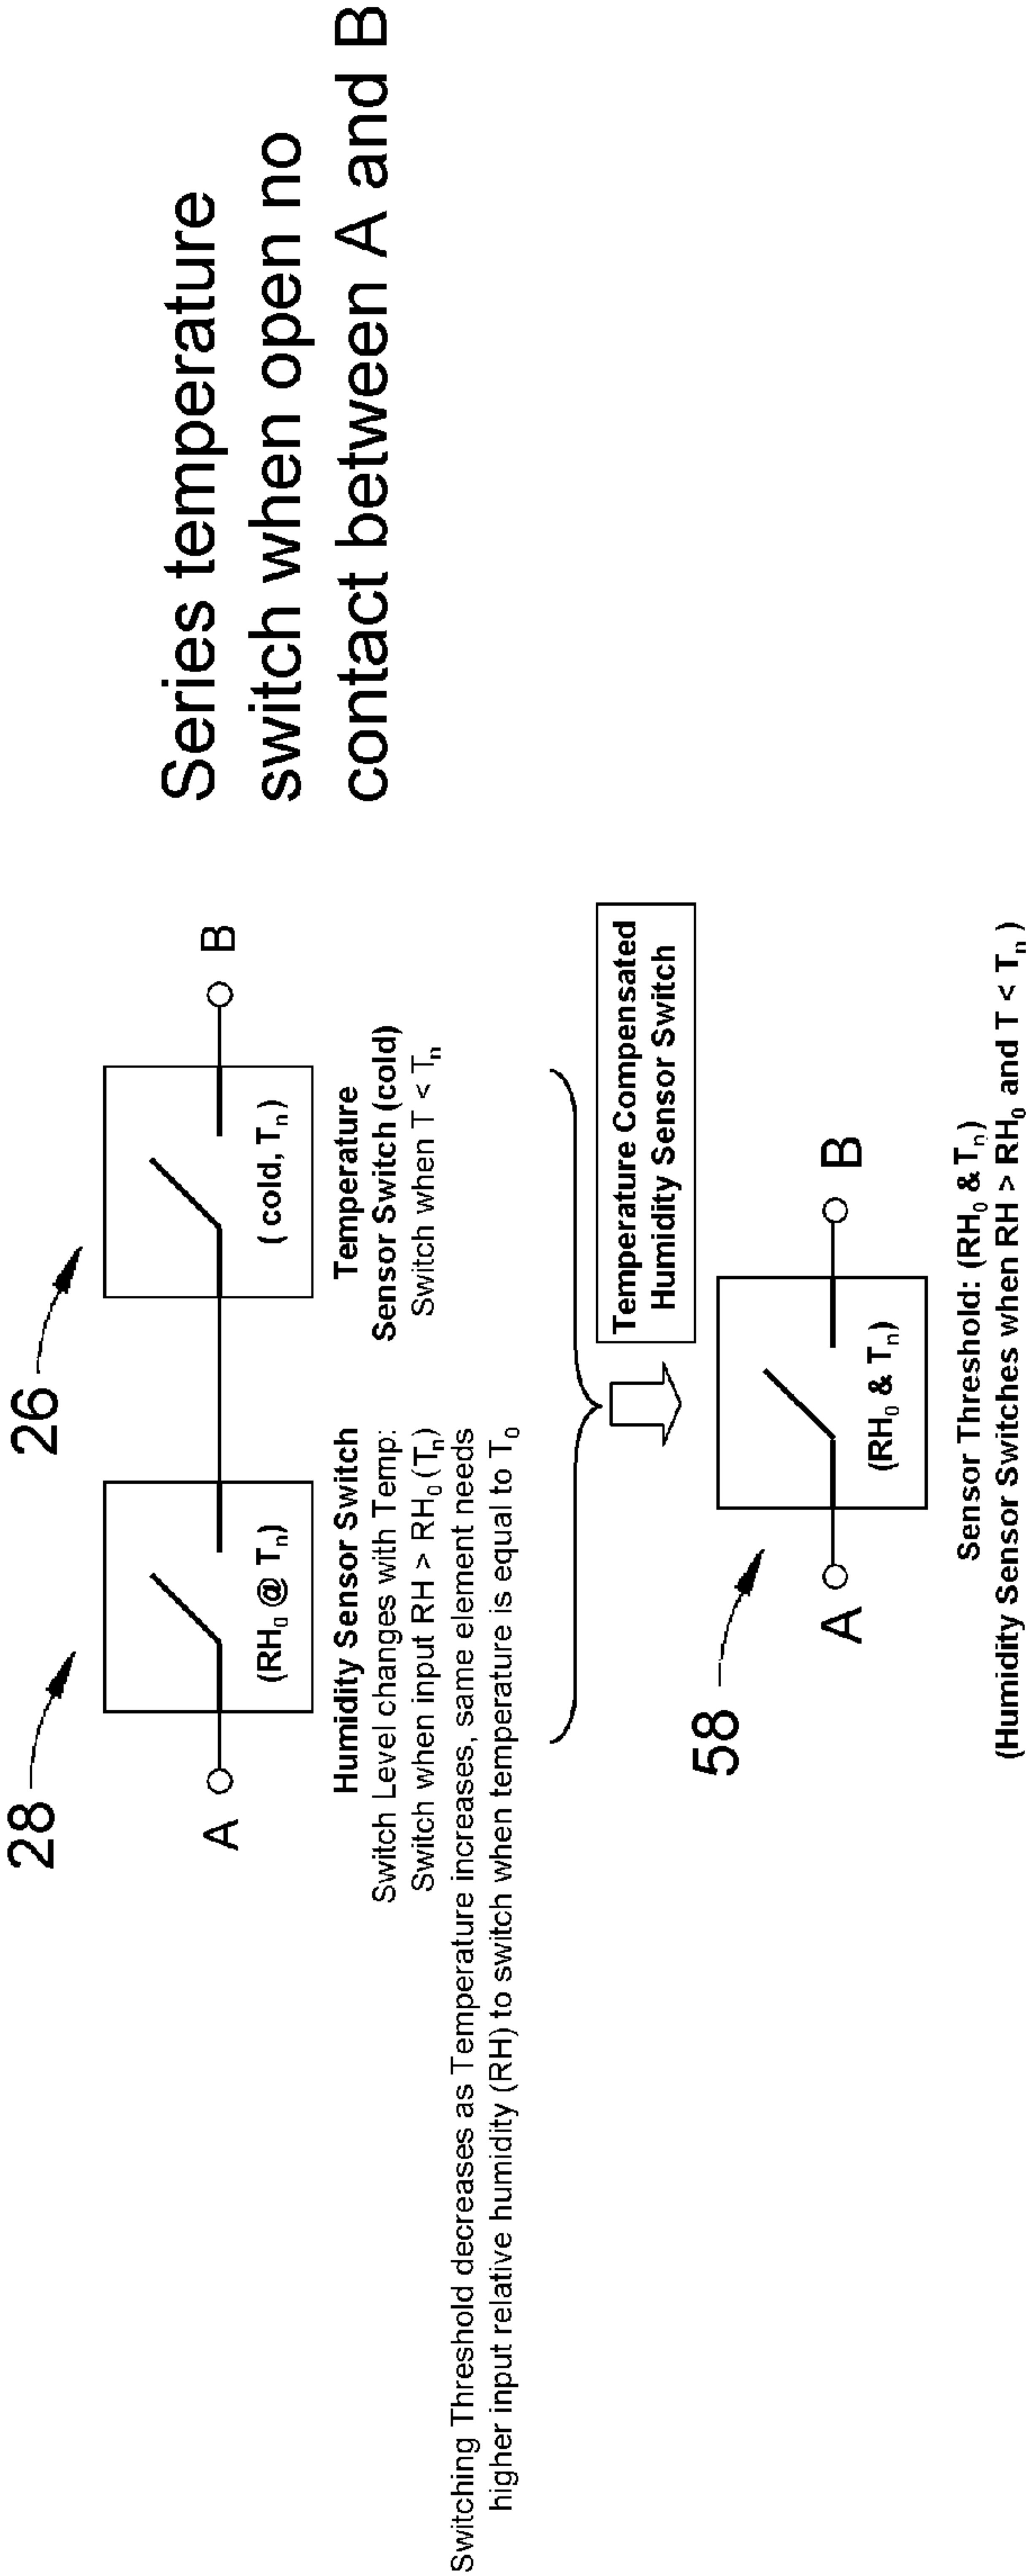 28
26
A
(RH₀ @ Tₙ)
( cold, Tₙ)
B
Humidity Sensor Switch
Switch Level changes with Temp:
Switch when input RH > RH₀ (Tₙ)
Switching Threshold decreases as Temperature increases, same element needs
higher input relative humidity (RH) to switch when temperature is equal to T₀
Temperature
Sensor Switch (cold)
Switch when T < Tₙ
Series temperature
switch when open no
contact between A and B
Temperature Compensated
Humidity Sensor Switch
58
A
(RH₀ & Tₙ)
B
Sensor Threshold: (RH₀ & Tₙ)
(Humidity Sensor Switches when RH > RH₀ and T < Tₙ )